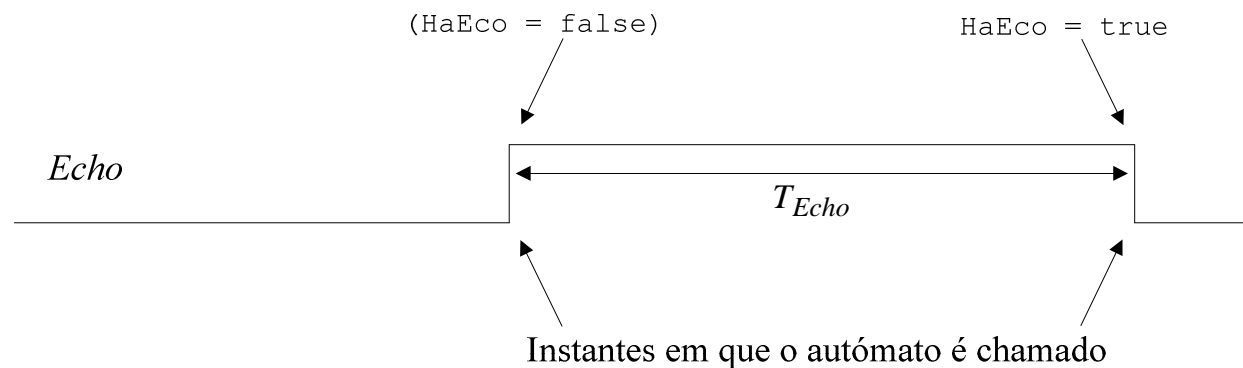 (HaEco = false)
HaEco = true
Echo
T_Echo
Instantes em que o autómato é chamado